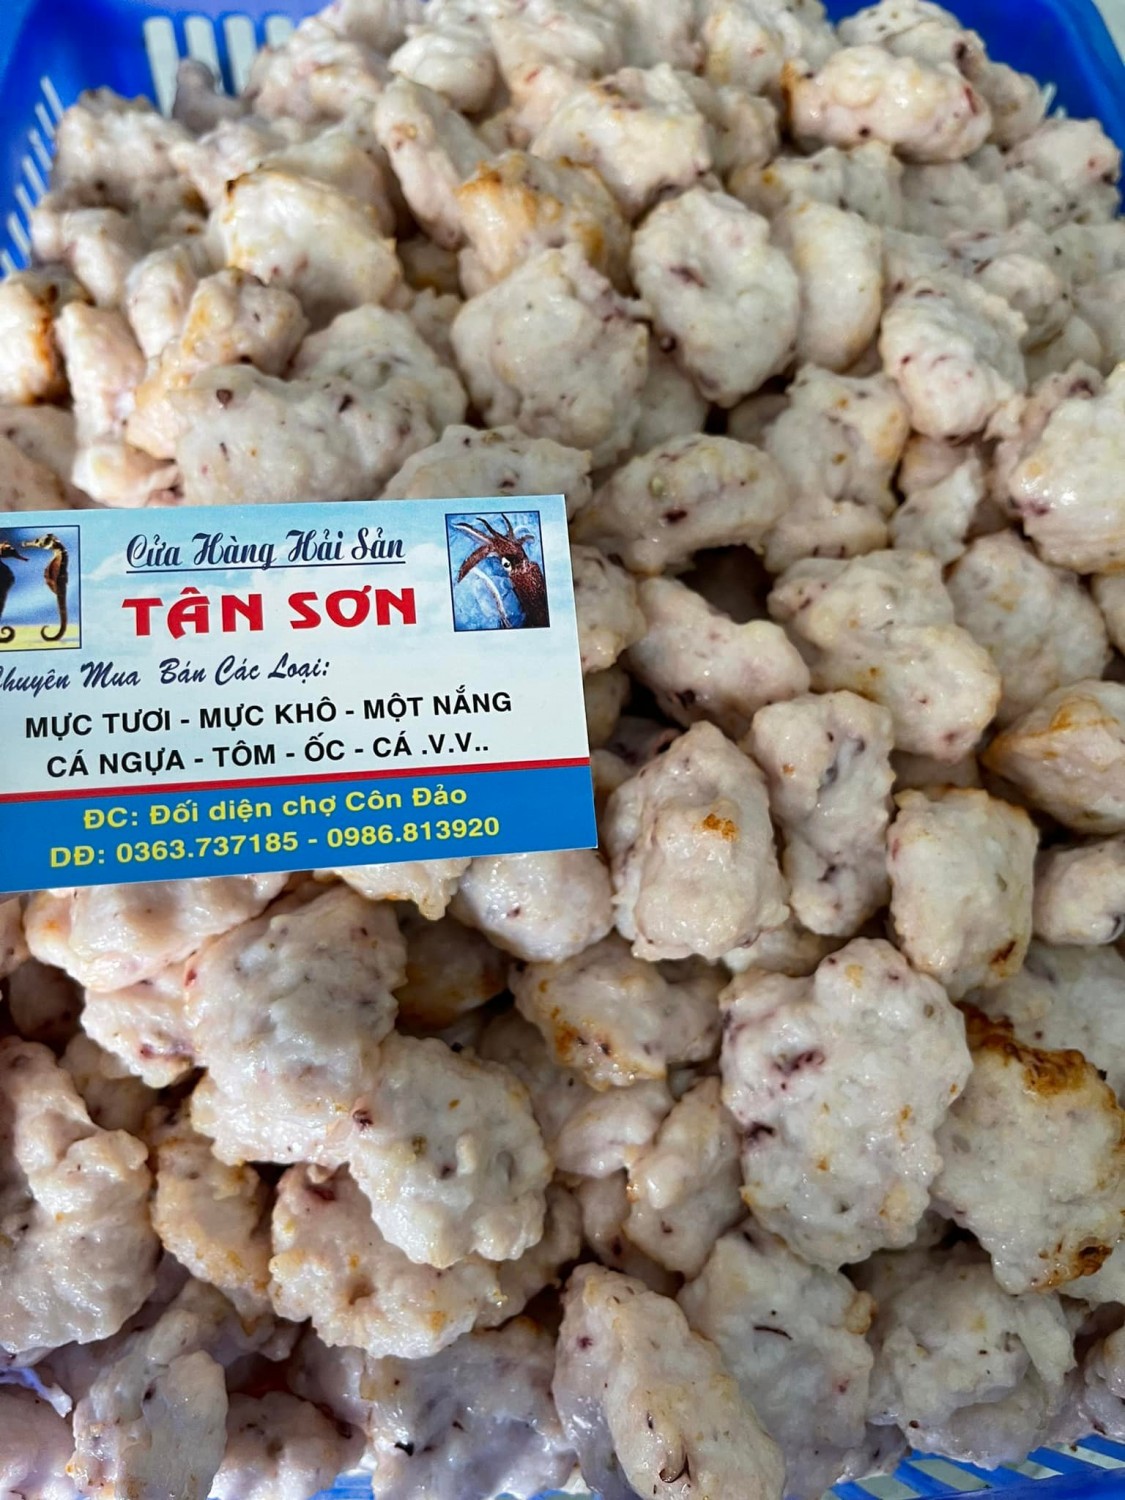 Cửa Hàng Hải Sản
TÂN SƠN
Chuyên Mua Bán Các Loại:
MỰC TƯƠI - MỰC KHÔ - MỘT NẮNG
CÁ NGỰA - TÔM - ỐC - CÁ .V.V..
ĐC: Đối diện chợ Côn Đảo
DĐ: 0363.737185 - 0986.813920